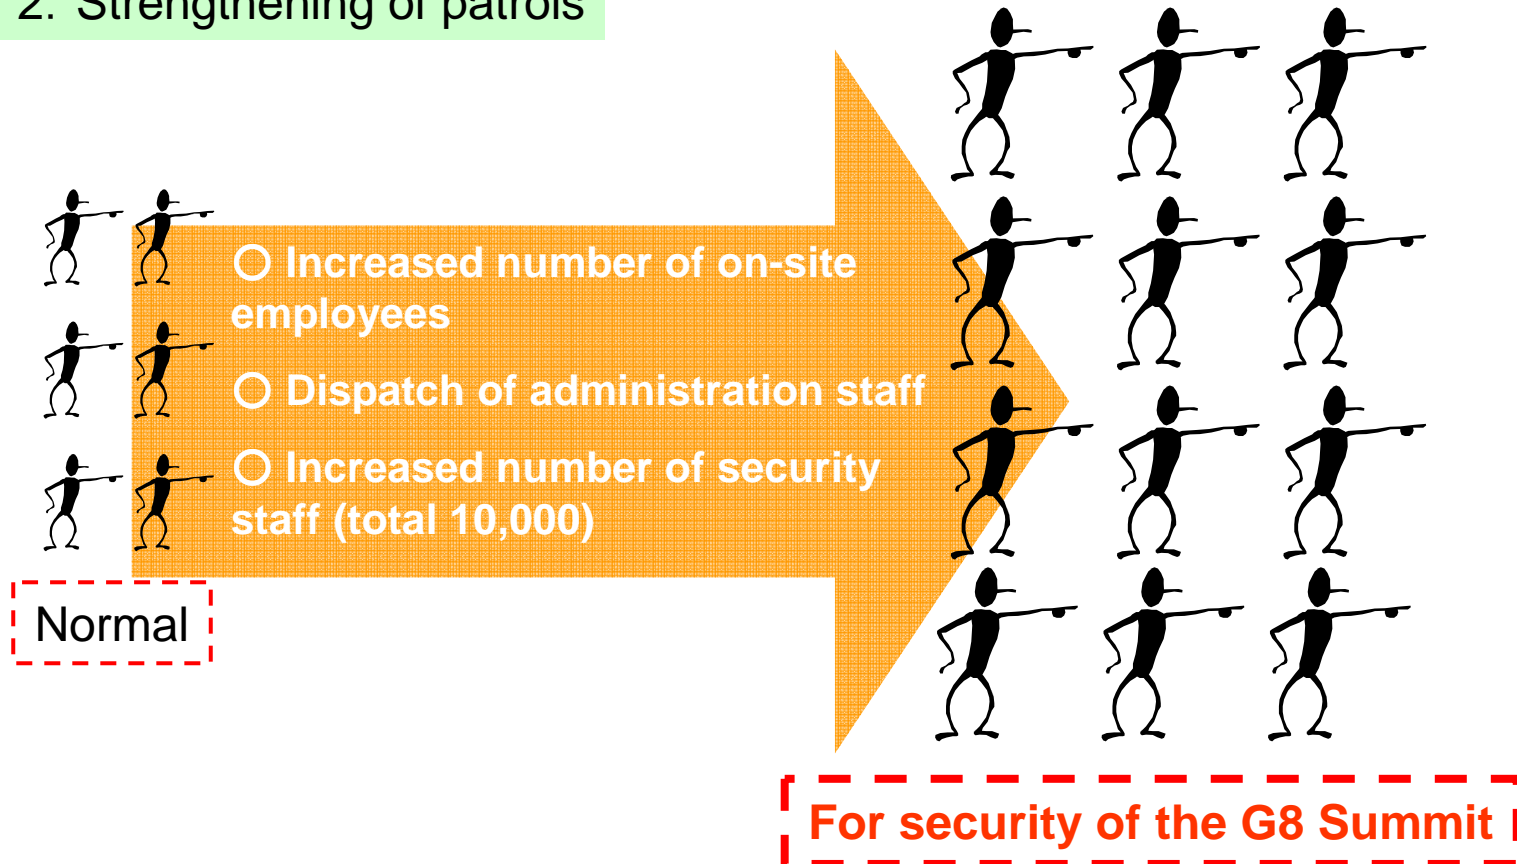 2. Strengthening of patrols
○ Increased number of on-site
employees
○ Dispatch of administration staff
○ Increased number of security
staff (total 10,000)
Normal
For security of the G8 Summit